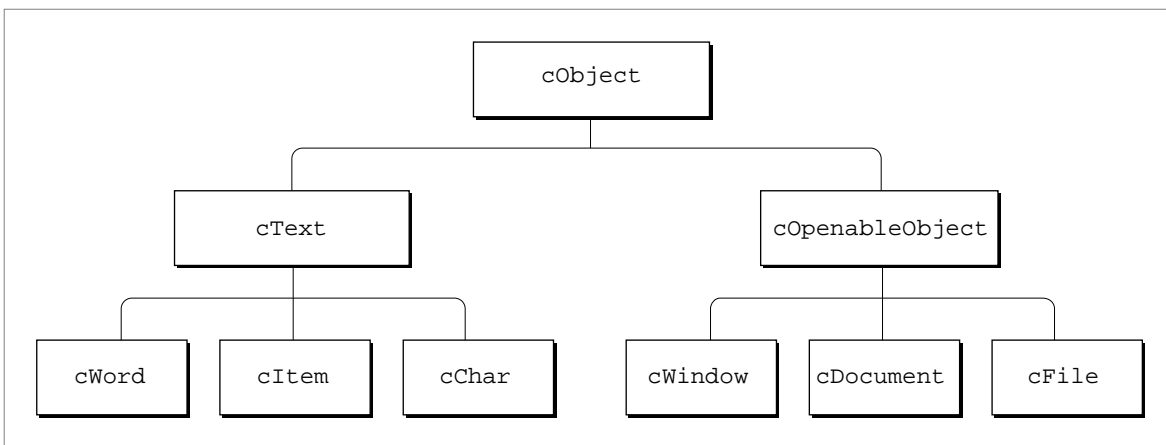 cObject
cText
cOpenableObject
cWord
cItem
cChar
cWindow
cDocument
cFile